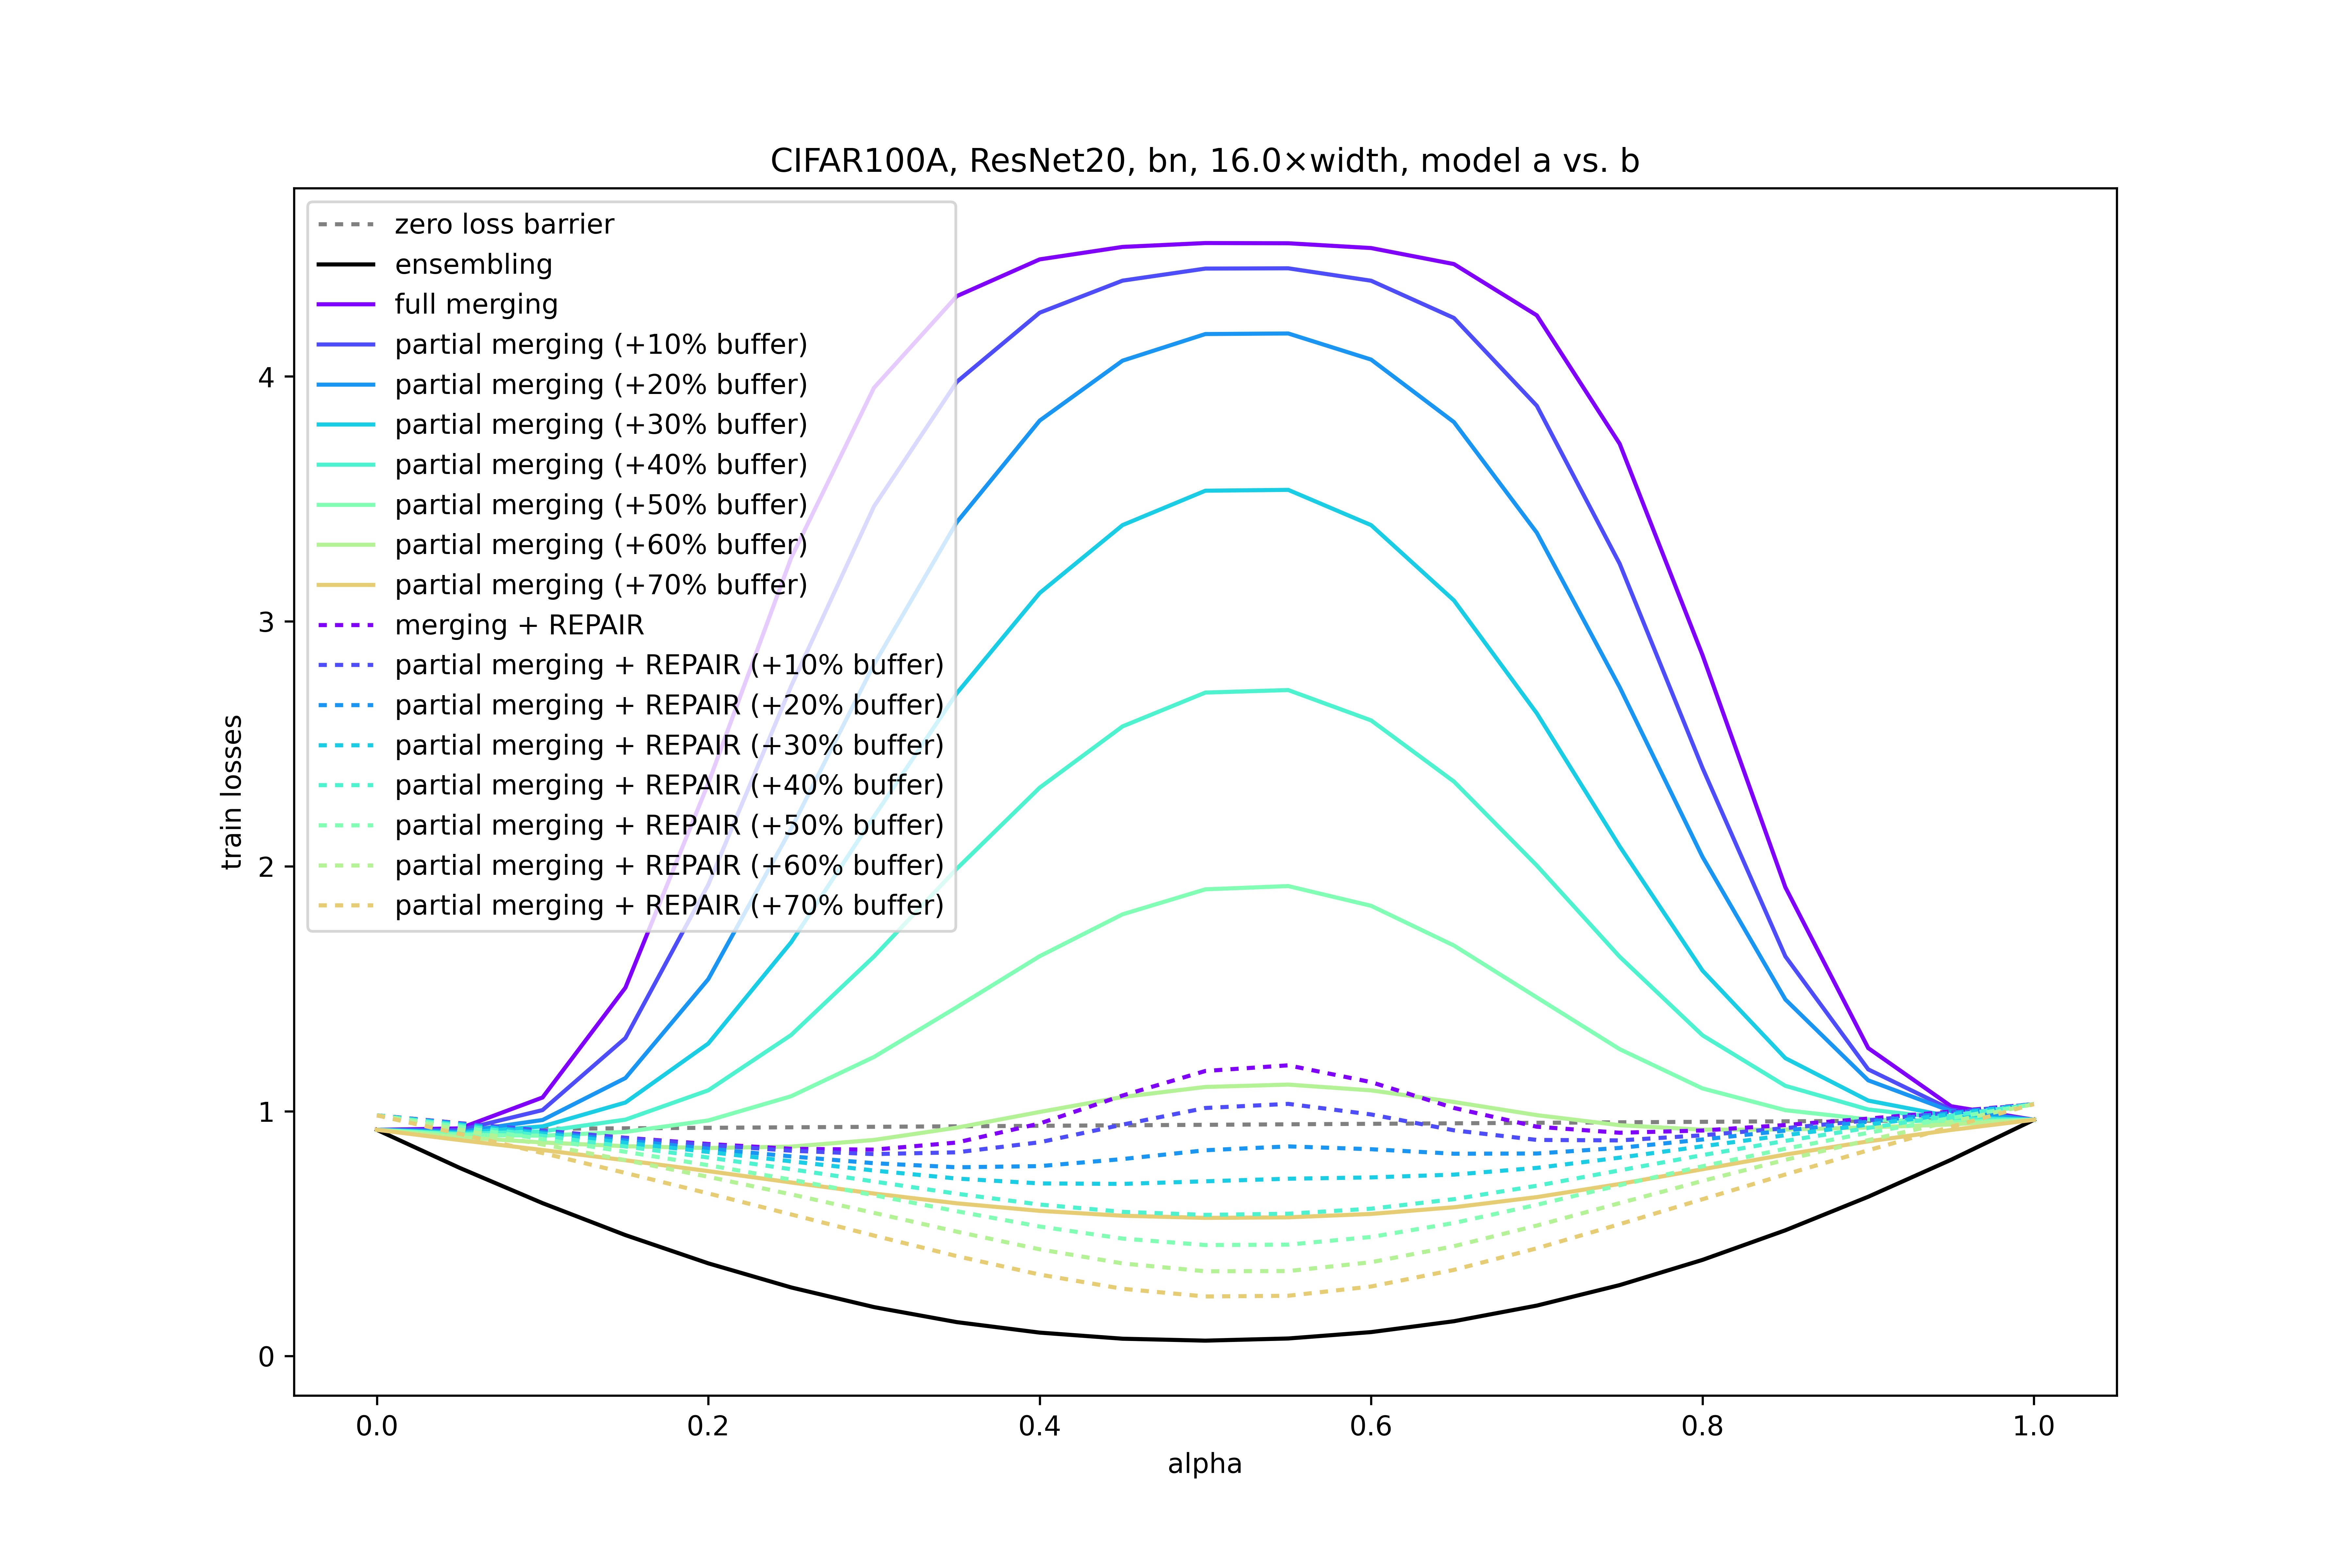 CIFAR100A, ResNet20, bn, 16.0×width, model a vs. b
zero loss barrier
ensembling
full merging
partial merging (+10% buffer)
partial merging (+20% buffer)
partial merging (+30% buffer)
partial merging (+40% buffer)
partial merging (+50% buffer)
partial merging (+60% buffer)
partial merging (+70% buffer)
merging + REPAIR
partial merging + REPAIR (+10% buffer)
partial merging + REPAIR (+20% buffer)
partial merging + REPAIR (+30% buffer)
partial merging + REPAIR (+40% buffer)
partial merging + REPAIR (+50% buffer)
partial merging + REPAIR (+60% buffer)
partial merging + REPAIR (+70% buffer)
train losses
4
3
2
1
0
0.0 0.2 0.4 0.6 0.8 1.0
alpha